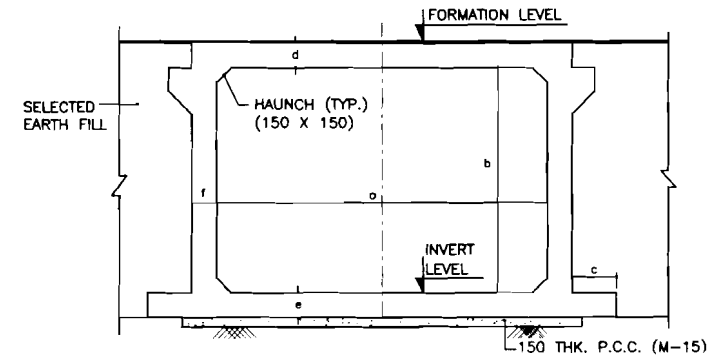 FORMATION LEVEL
d
SELECTED
EARTH FILL
HAUNCH (TYP.)
(150 X 150)
b
f
a
INVERT
LEVEL
c
e
150 THK. P.C.C. (M-15)